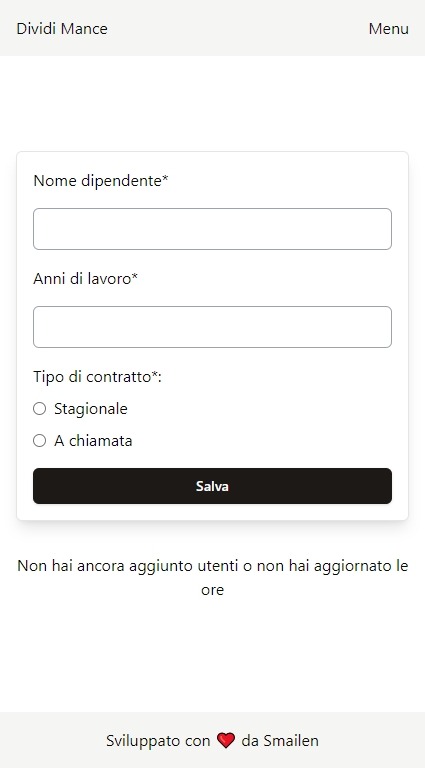 Dividi Mance
Menu
Nome dipendente*
Anni di lavoro*
Tipo di contratto*:
Stagionale
A chiamata
Salva
Non hai ancora aggiunto utenti o non hai aggiornato le
ore
Sviluppato con ❤️ da Smailen